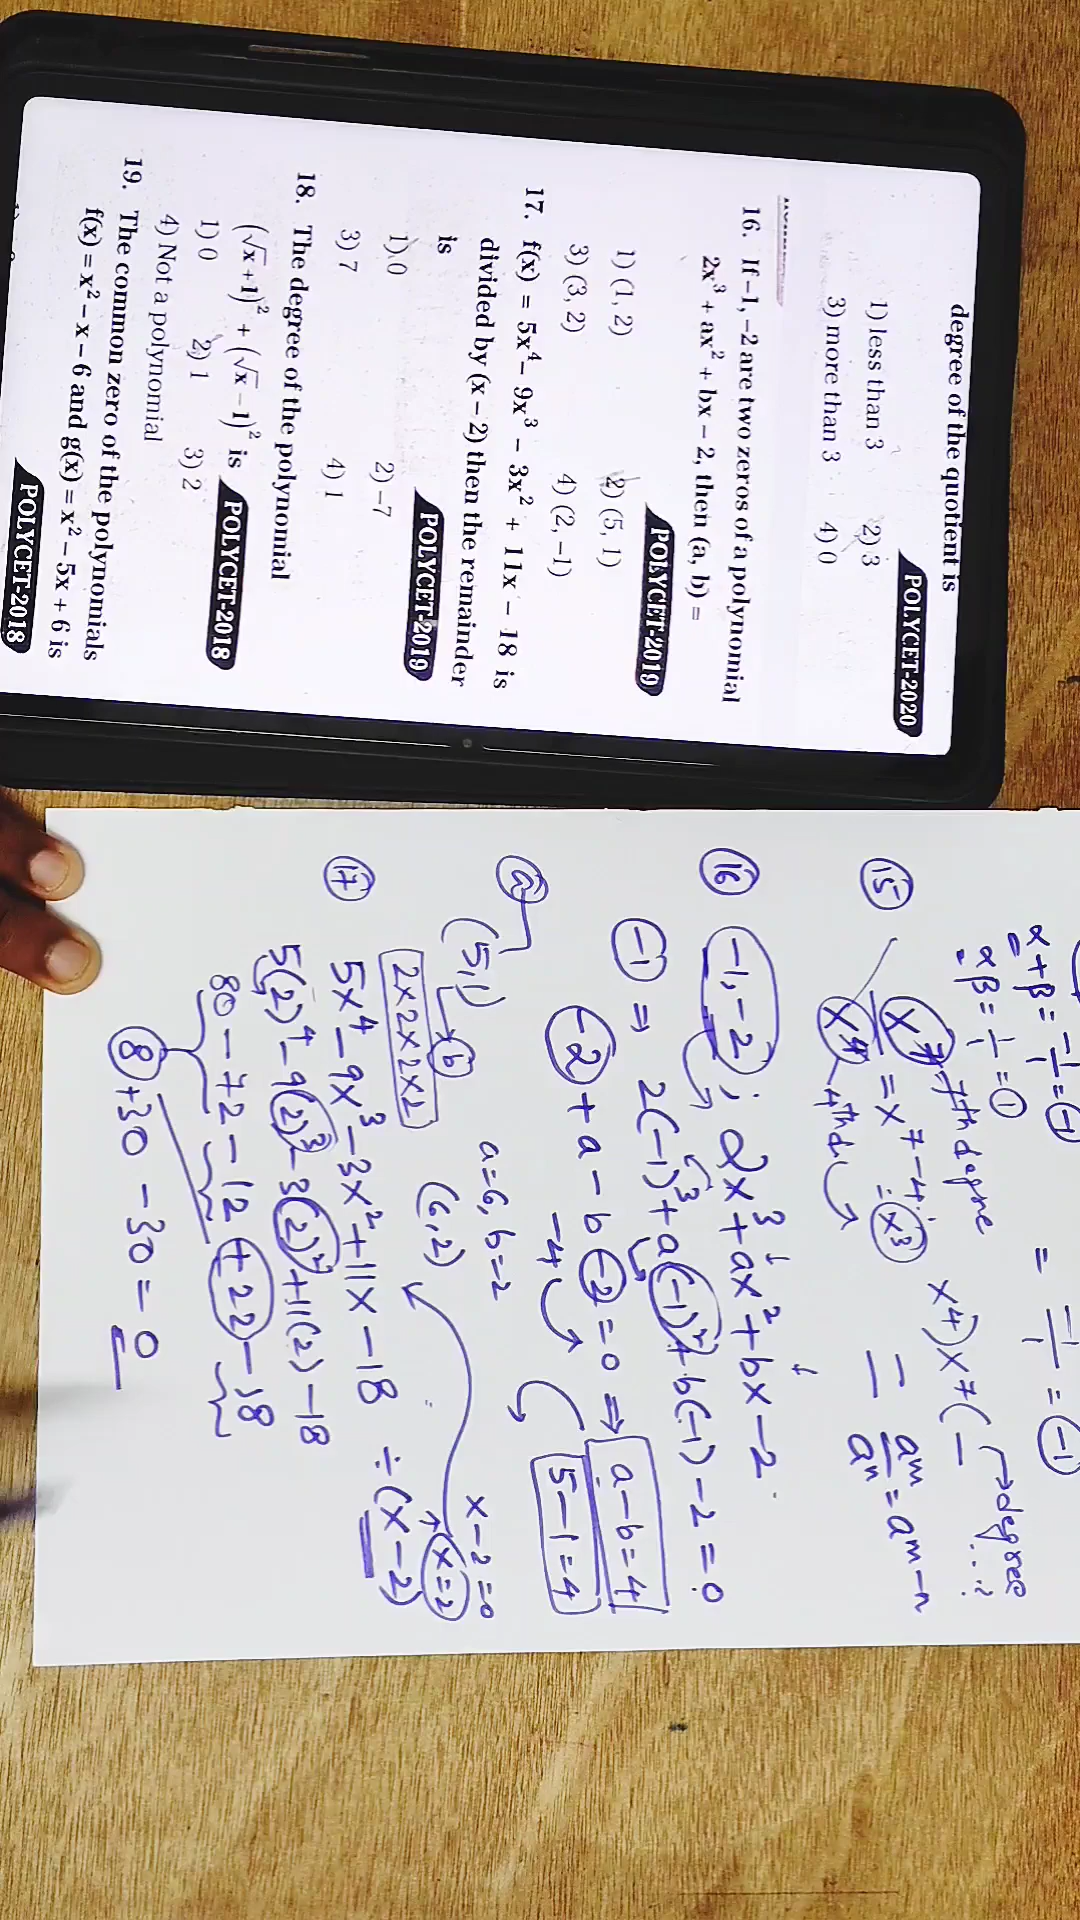 degree of the quotient is
POLYCET-2020
1) less than 3 2) 3
3) more than 3 4) 0
16. If –1, –2 are two zeros of a polynomial
2x³ + ax² + bx – 2, then (a, b) =
POLYCET-2019
1) (1, 2) 2) (5, 1)
3) (3, 2) 4) (2, –1)
17. f(x) = 5x⁴ – 9x³ – 3x² + 11x – 18 is
divided by (x – 2) then the remainder
is
POLYCET-2019
1) 0 2) –7
3) 7 4) 1
18. The degree of the polynomial
(√x + 1)² + (√x – 1)² is
POLYCET-2018
1) 0 2) 1 3) 2
4) Not a polynomial
19. The common zero of the polynomials
f(x) = x² – x – 6 and g(x) = x² – 5x + 6 is
POLYCET-2018
α+β = -1/1 = -1 = -1/1 = -1
αβ = 1/1 = 1
15 x⁷ 7th degree x⁴) x⁷ ( degree ...?
x⁴ 4th d. = x⁷⁻⁴ = x³ = aᵐ/aⁿ = aᵐ⁻ⁿ
16 -1, -2 ; 2x³ + ax² + bx - 2
-1 ⇒ 2(-1)³ + a(-1)² + b(-1) - 2 = 0
-2 + a - b - 2 = 0 ⇒ a - b = 4
-4 5 - 1 = 4
a (5,1) b a=6, b=2
(6,2) x-2=0
2×2×2×2 x=2
17 5x⁴ - 9x³ - 3x² + 11x - 18 ÷ (x-2)
5(2)⁴ - 9(2)³ - 3(2)² + 11(2) - 18
80 - 72 - 12 + 22 - 18
8 + 30 - 30 = 0